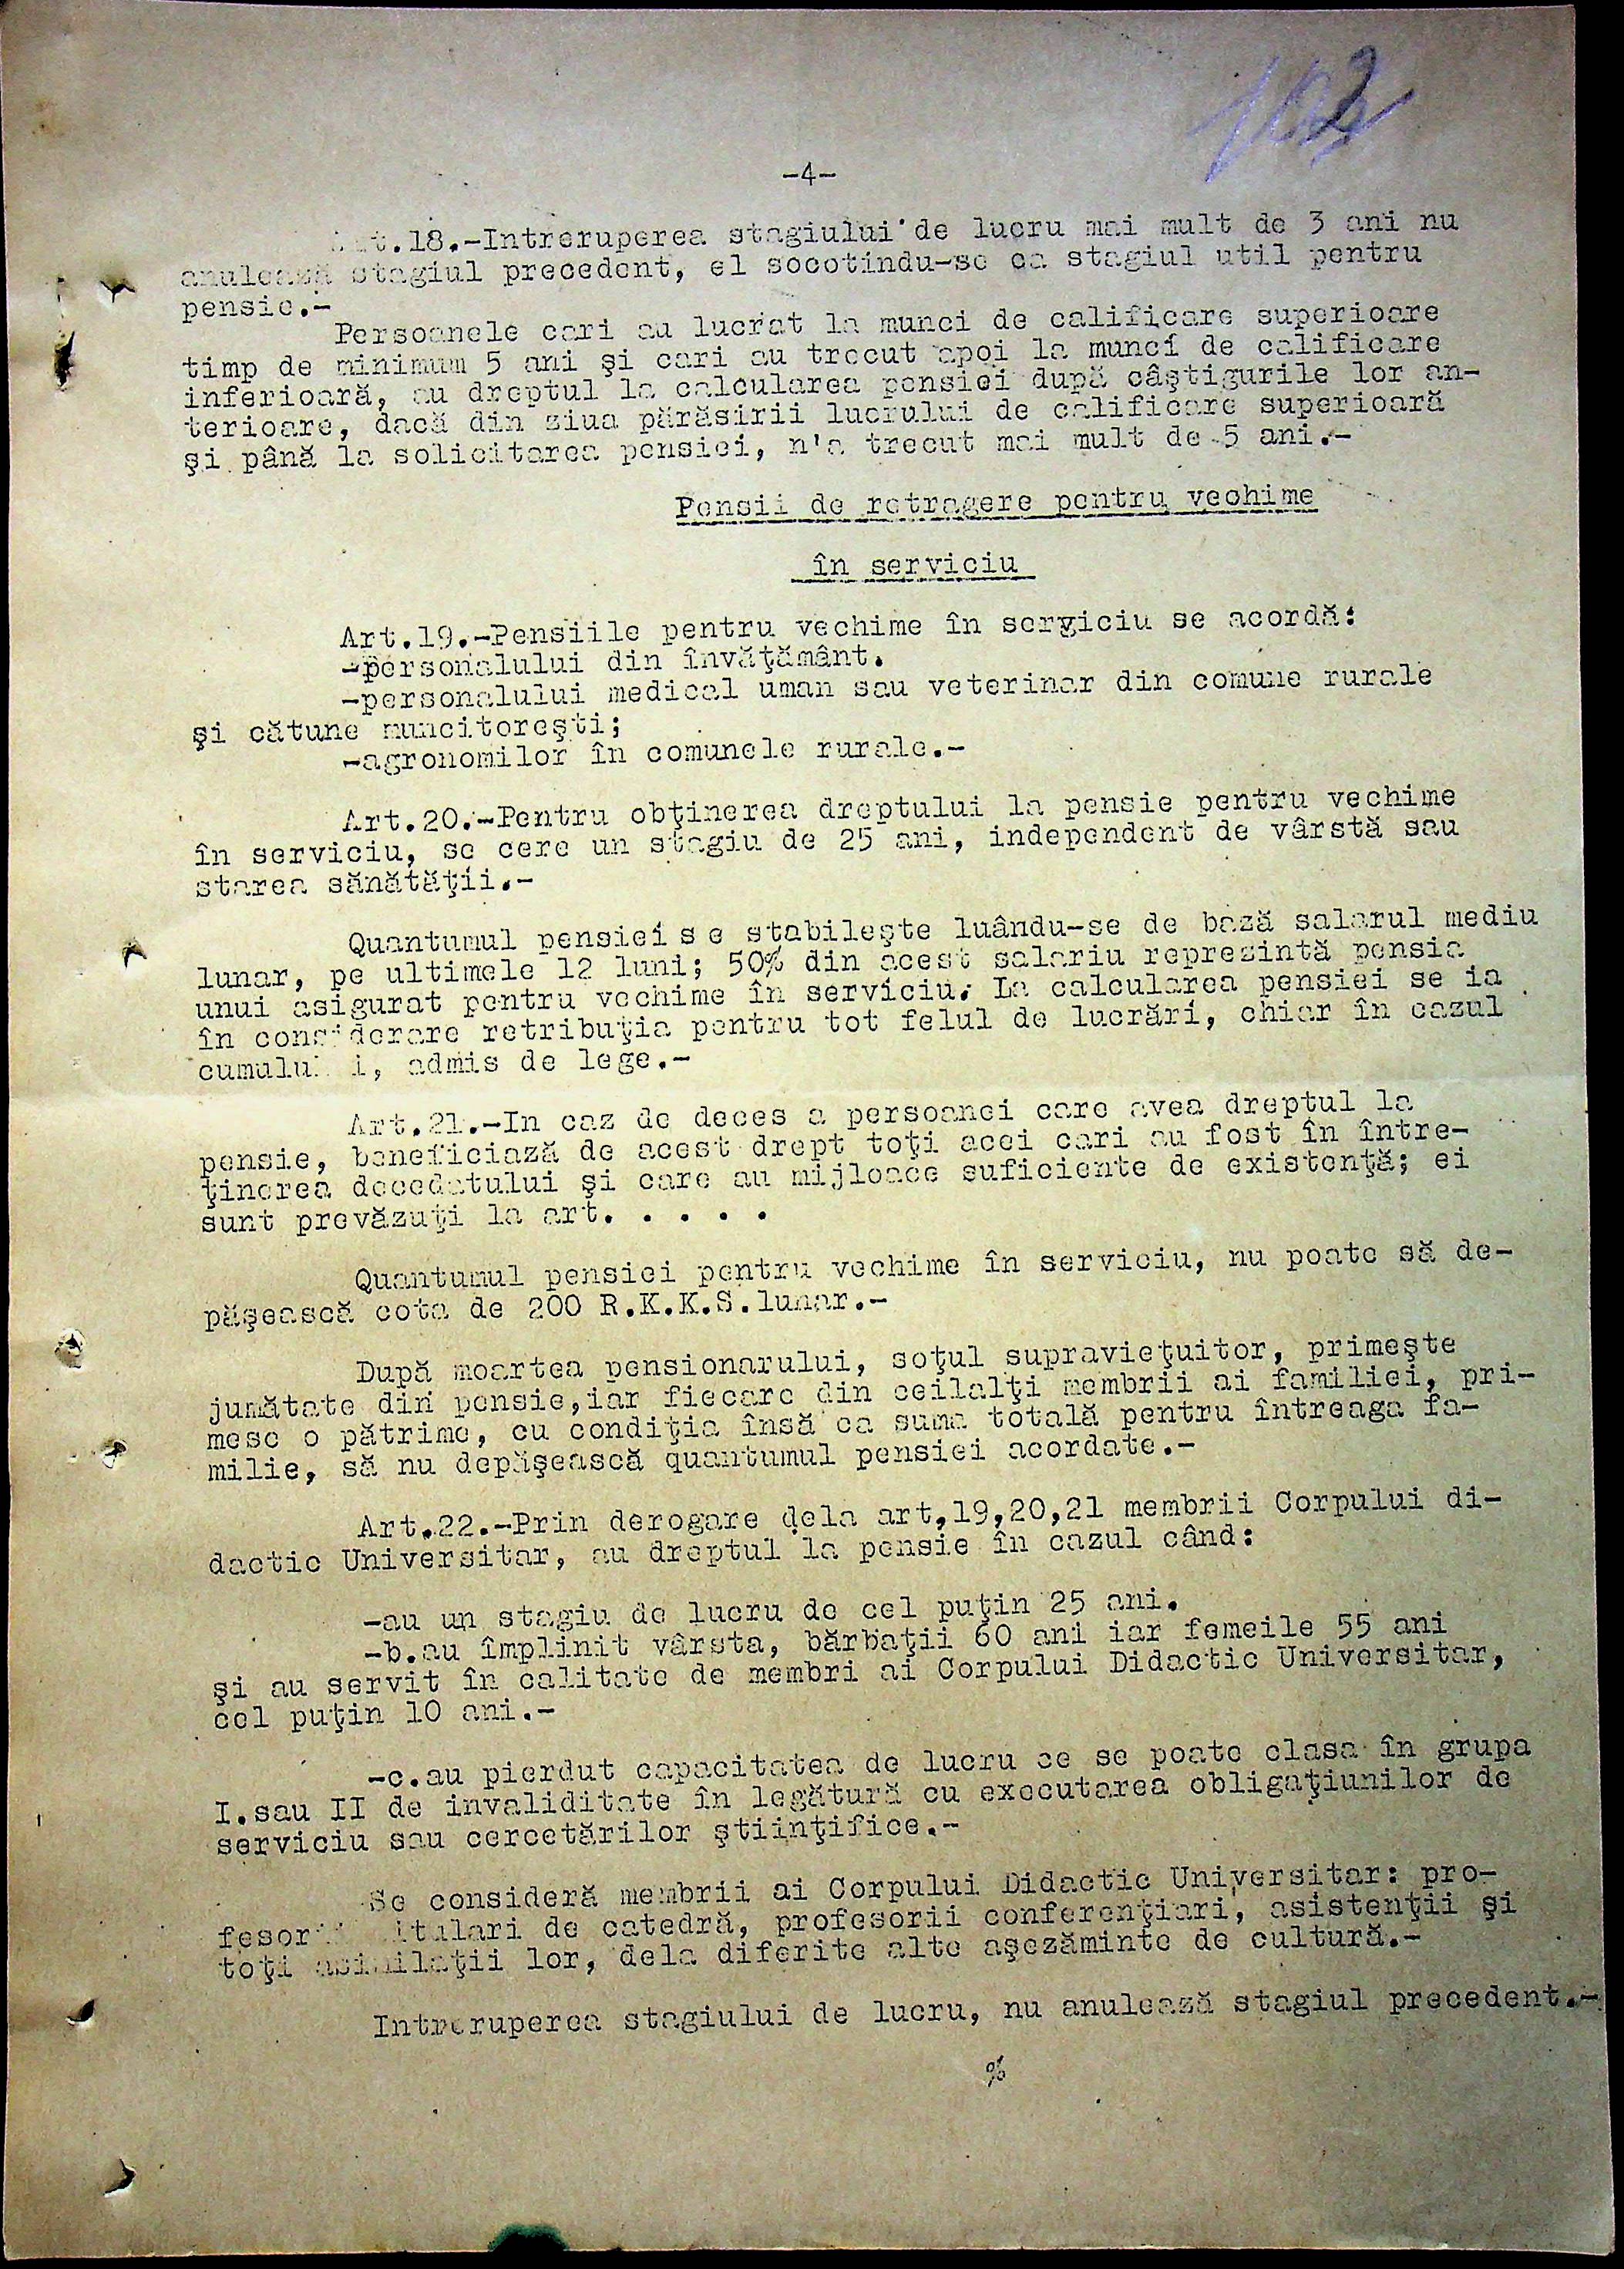 102
-4-
Art.18.-Intreruperea stagiului de lucru mai mult de 3 ani nu
anulează stagiul precedent, el socotindu-se ca stagiul util pentru
pensie.-
Persoanele cari au lucrat la munci de calificare superioare
timp de minimum 5 ani şi cari au trecut apoi la munci de calificare
inferioară, au dreptul la calcularea pensiei după câştigurile lor an-
terioare, dacă din ziua părăsirii lucrului de calificare superioară
şi până la solicitarea pensiei, n'a trecut mai mult de 5 ani.-
Pensii de retragere pentru vechime
în serviciu
Art.19.-Pensiile pentru vechime în sergiciu se acordă:
-personalului din învăţământ.
-personalului medical uman sau veterinar din comune rurale
şi cătune muncitoreşti;
-agronomilor în comunele rurale.-
Art.20.-Pentru obţinerea dreptului la pensie pentru vechime
în serviciu, se cere un stagiu de 25 ani, independent de vârstă sau
starea sănătăţii.-
Quantumul pensiei se stabileşte luându-se de bază salarul mediu
lunar, pe ultimele 12 luni; 50% din acest salariu reprezintă pensia
unui asigurat pentru vechime în serviciu. La calcularea pensiei se ia
în considerare retribuţia pentru tot felul de lucrări, chiar în cazul
cumulului, admis de lege.-
Art.21.-In caz de deces a persoanei care avea dreptul la
pensie, beneficiază de acest drept toţi acei cari au fost în între-
ţinerea decedatului şi care au mijloace suficiente de existenţă; ei
sunt prevăzuţi la art. . . . . .
Quantumul pensiei pentru vechime în serviciu, nu poate să de-
păşească cota de 200 R.K.K.S.lunar.-
După moartea pensionarului, soţul supravieţuitor, primeşte
jumătate din pensie,iar fiecare din ceilalţi membrii ai familiei, pri-
mesc o pătrime, cu condiţia însă ca suma totală pentru întreaga fa-
milie, să nu depăşească quantumul pensiei acordate.-
Art.22.-Prin derogare dela art,19,20,21 membrii Corpului di-
dactic Universitar, au dreptul la pensie în cazul când:
-au un stagiu de lucru de cel puţin 25 ani.
-b.au împlinit vârsta, bărbaţii 60 ani iar femeile 55 ani
şi au servit în calitate de membri ai Corpului Didactic Universitar,
cel puţin 10 ani.-
-c.au pierdut capacitatea de lucru ce se poate clasa în grupa
I.sau II de invaliditate în legătură cu executarea obligaţiunilor de
serviciu sau cercetărilor ştiinţifice.-
Se consideră membrii ai Corpului Didactic Universitar: pro-
fesorii titulari de catedră, profesorii conferenţiari, asistenţii şi
toţi asimilaţii lor, dela diferite alte aşezăminte de cultură.-
Intreruperea stagiului de lucru, nu anulează stagiul precedent.-
%